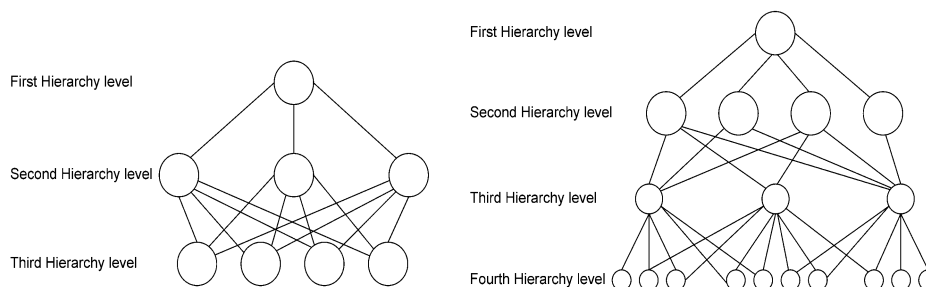 First Hierarchy level
Second Hierarchy level
Third Hierarchy level
First Hierarchy level
Second Hierarchy level
Third Hierarchy level
Fourth Hierarchy level